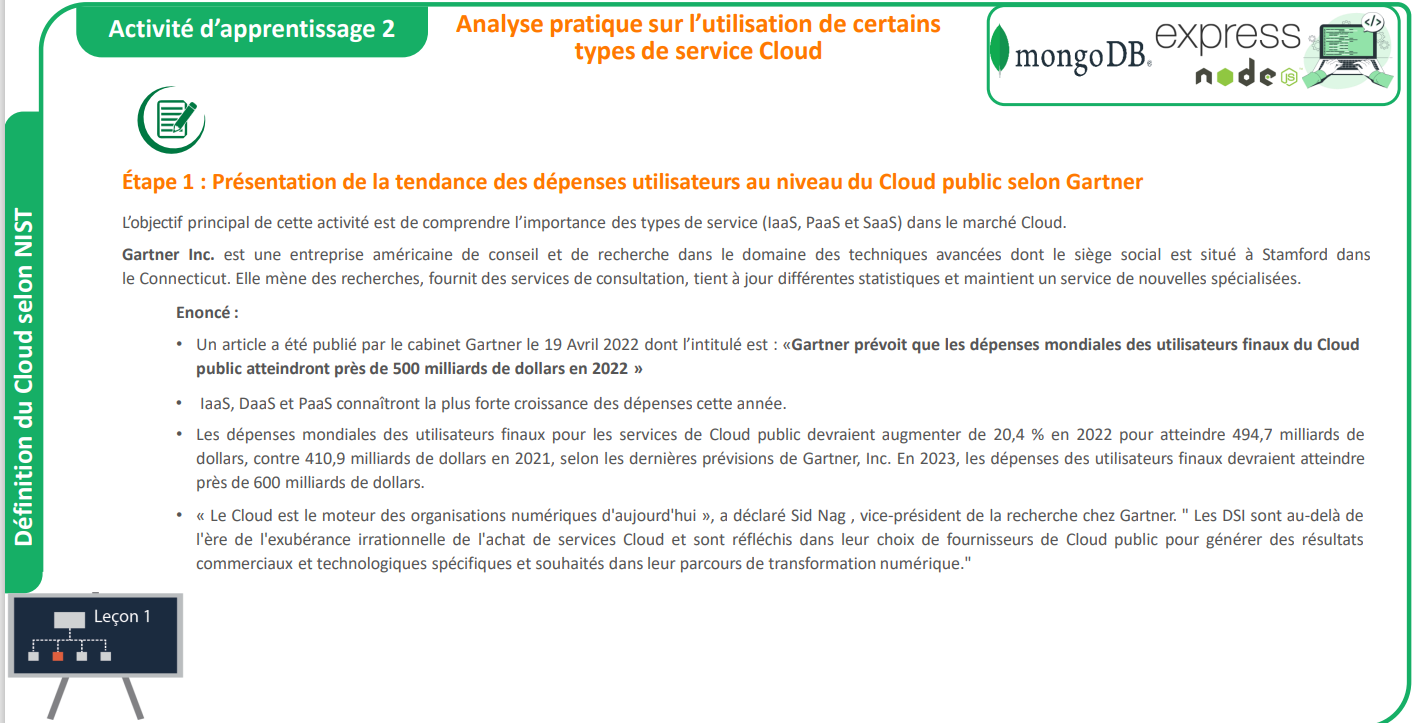 Activité d’apprentissage 2
Analyse pratique sur l’utilisation de certains
types de service Cloud
mongoDB®
express
node JS
</>
Étape 1 : Présentation de la tendance des dépenses utilisateurs au niveau du Cloud public selon Gartner
L’objectif principal de cette activité est de comprendre l’importance des types de service (IaaS, PaaS et SaaS) dans le marché Cloud.
Gartner Inc. est une entreprise américaine de conseil et de recherche dans le domaine des techniques avancées dont le siège social est situé à Stamford dans
le Connecticut. Elle mène des recherches, fournit des services de consultation, tient à jour différentes statistiques et maintient un service de nouvelles spécialisées.
Enoncé :
• Un article a été publié par le cabinet Gartner le 19 Avril 2022 dont l’intitulé est : «Gartner prévoit que les dépenses mondiales des utilisateurs finaux du Cloud
public atteindront près de 500 milliards de dollars en 2022 »
• IaaS, DaaS et PaaS connaîtront la plus forte croissance des dépenses cette année.
• Les dépenses mondiales des utilisateurs finaux pour les services de Cloud public devraient augmenter de 20,4 % en 2022 pour atteindre 494,7 milliards de
dollars, contre 410,9 milliards de dollars en 2021, selon les dernières prévisions de Gartner, Inc. En 2023, les dépenses des utilisateurs finaux devraient atteindre
près de 600 milliards de dollars.
• « Le Cloud est le moteur des organisations numériques d'aujourd'hui », a déclaré Sid Nag , vice-président de la recherche chez Gartner. " Les DSI sont au-delà de
l'ère de l'exubérance irrationnelle de l'achat de services Cloud et sont réfléchis dans leur choix de fournisseurs de Cloud public pour générer des résultats
commerciaux et technologiques spécifiques et souhaités dans leur parcours de transformation numérique."
Définition du Cloud selon NIST
Leçon 1